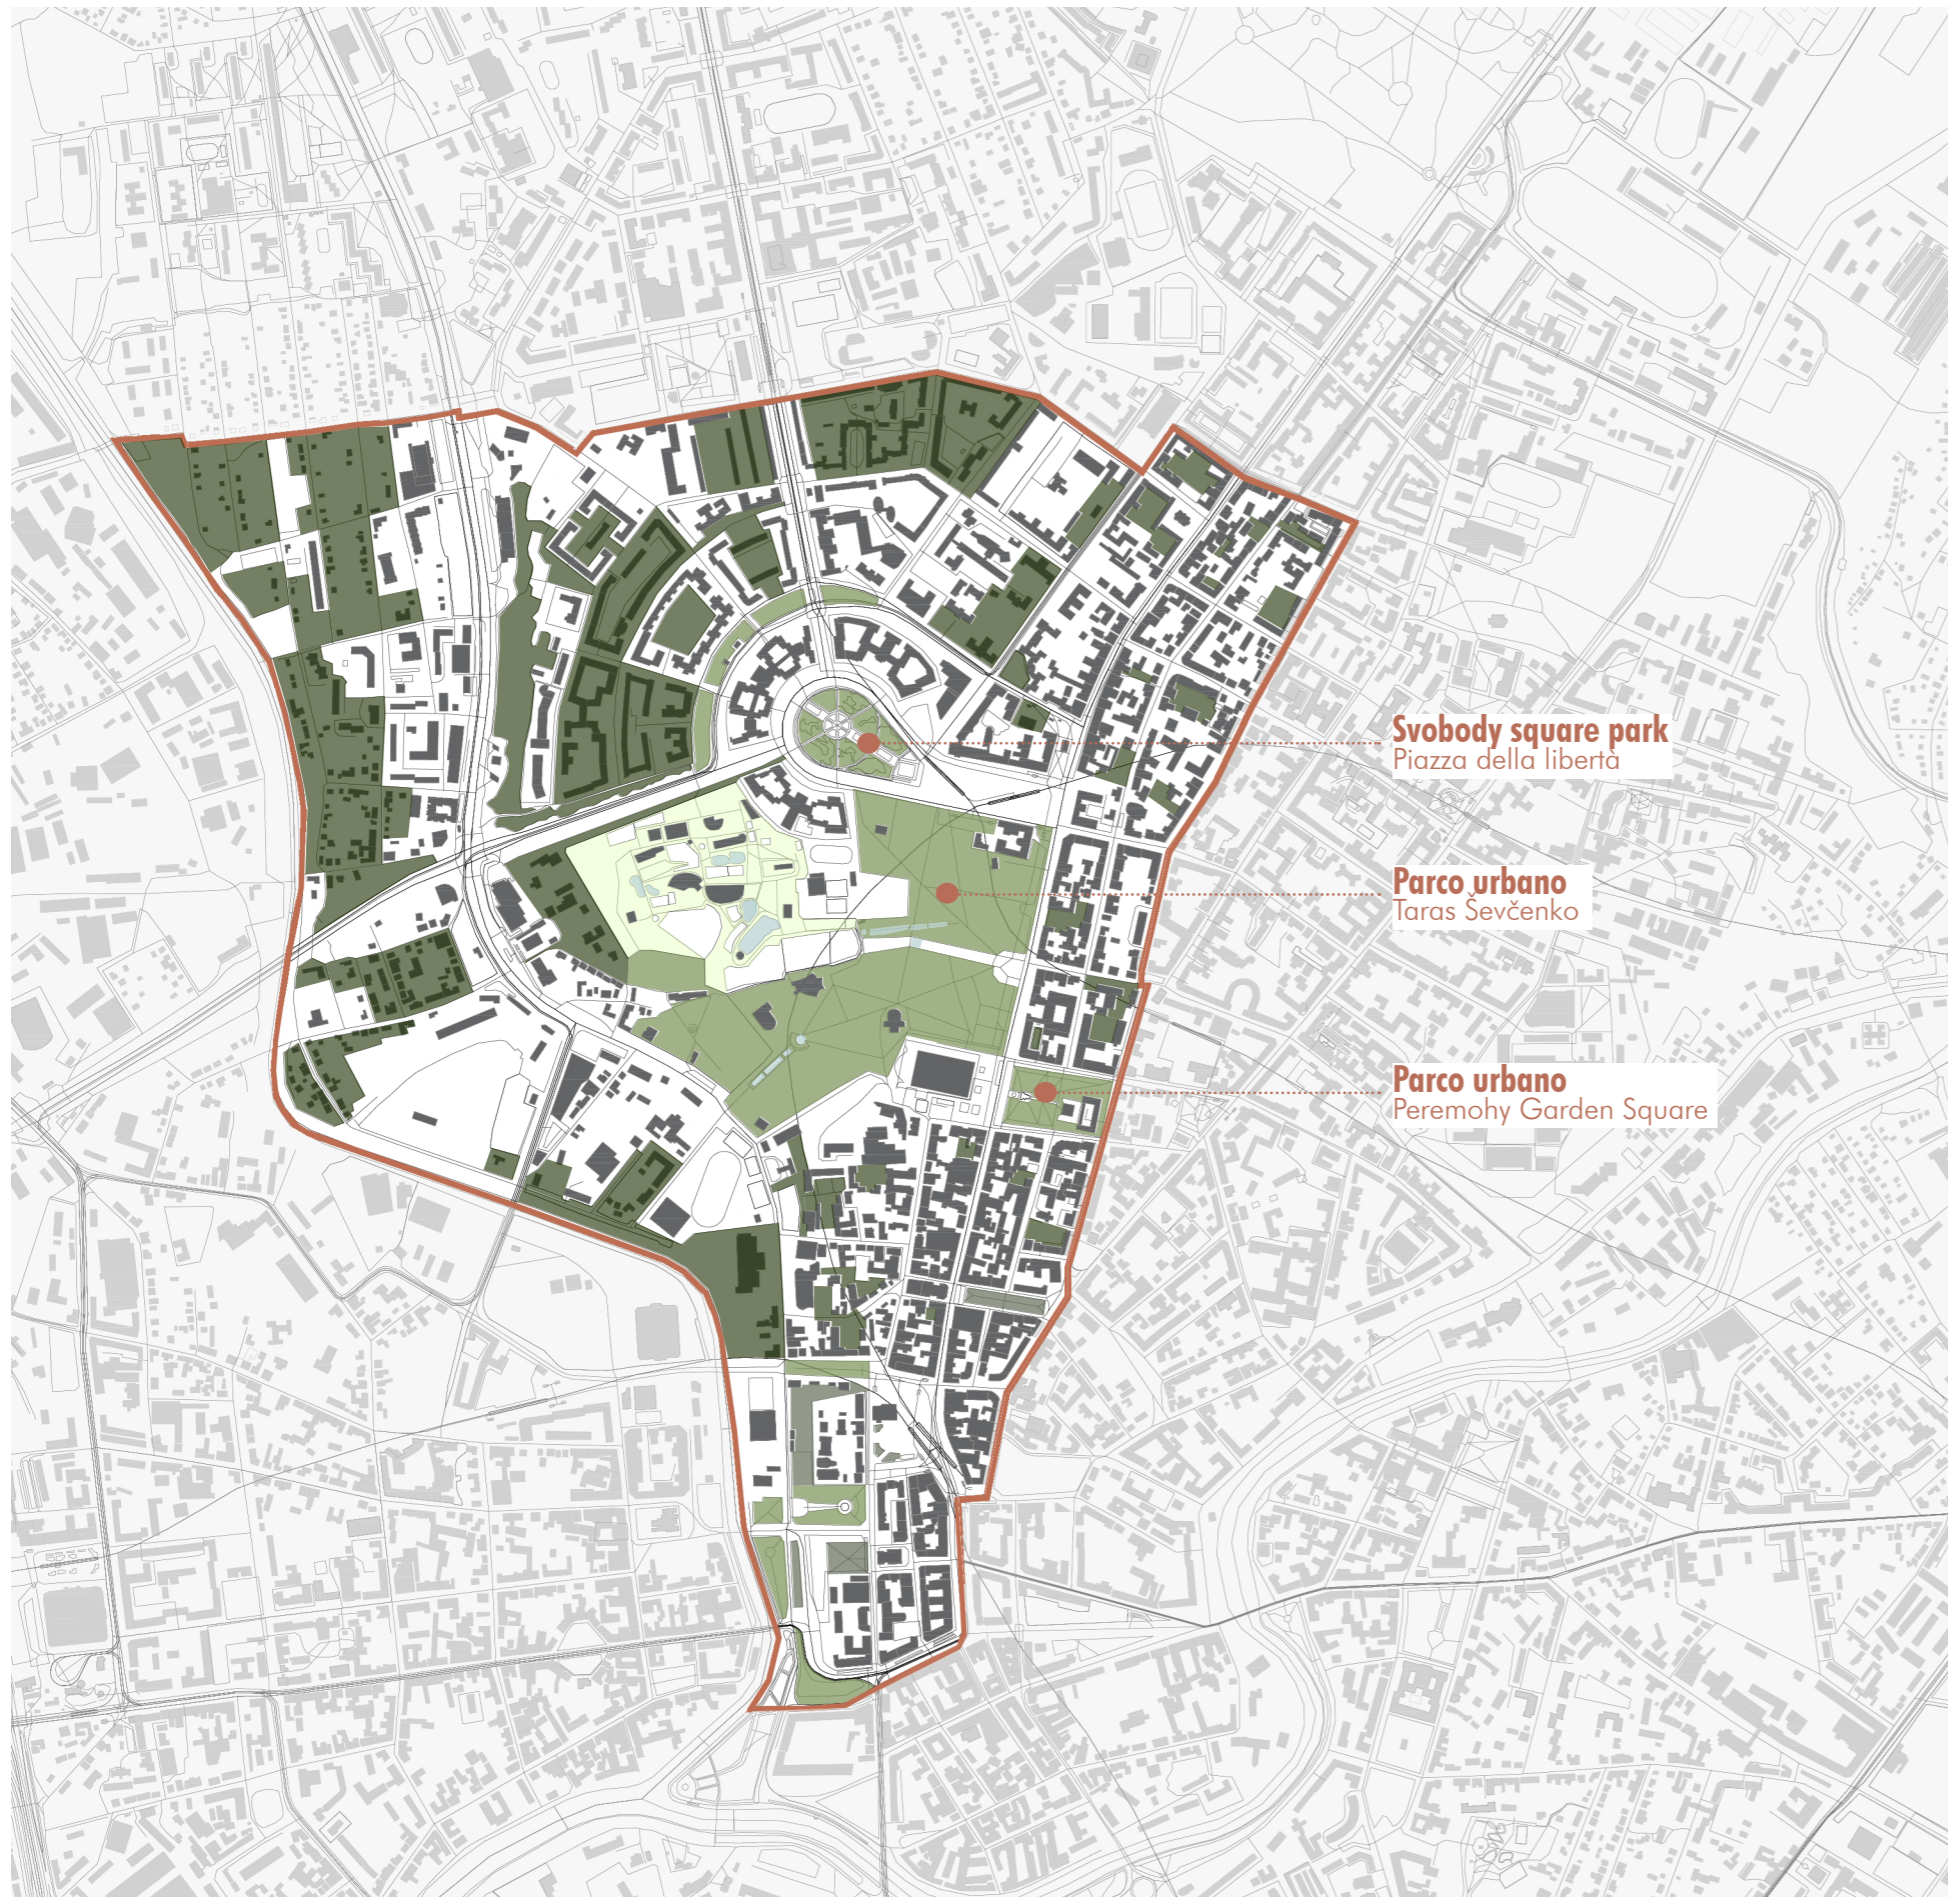 Svobody square park
Piazza della libertà
Parco urbano
Taras Ševčenko
Parco urbano
Peremohy Garden Square